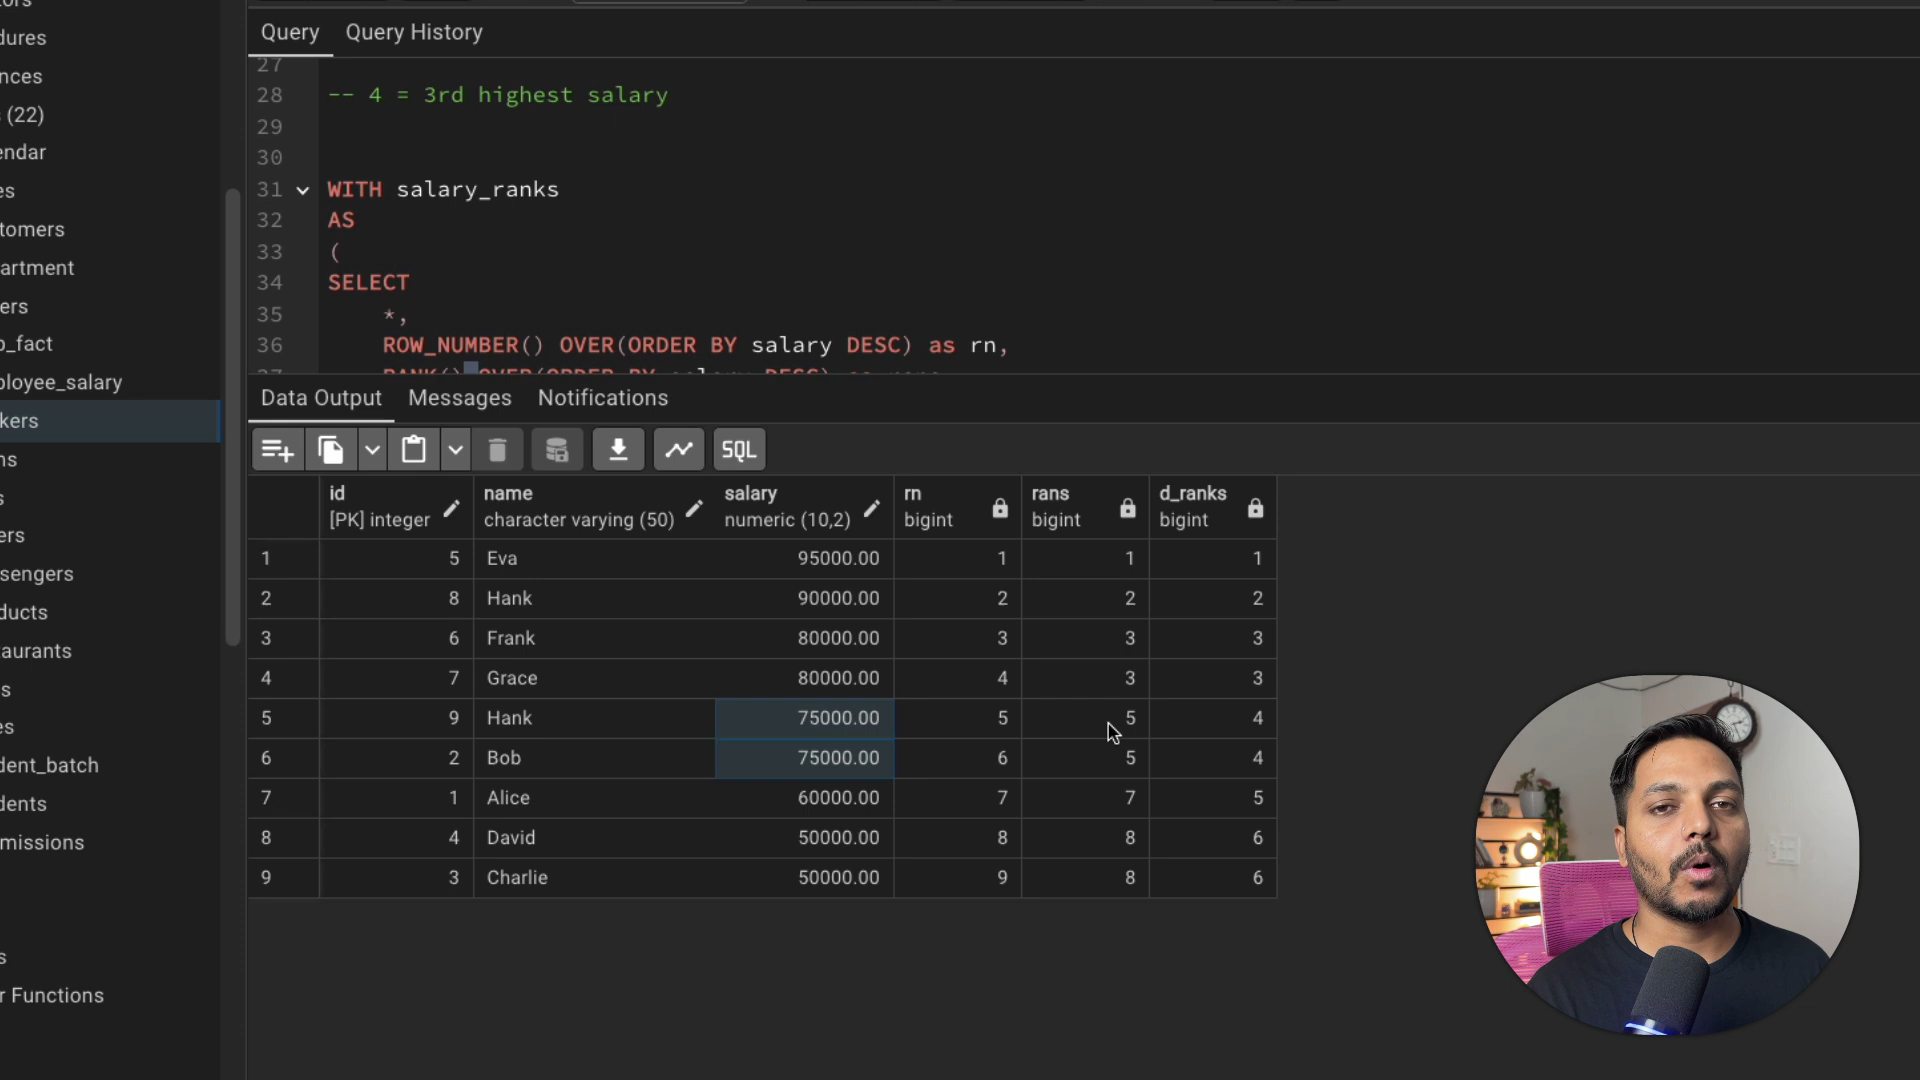 Query Query History
27
28 -- 4 = 3rd highest salary
29
30
31 WITH salary_ranks
32 AS
33 (
34 SELECT
35 *,
36 ROW_NUMBER() OVER(ORDER BY salary DESC) as rn,
dures
nces
(22)
endar
es
tomers
artment
ers
o_fact
ployee_salary
kers
ns
s
ers
sengers
ducts
aurants
s
es
dent_batch
dents
missions
s
r Functions
Data Output Messages Notifications
SQL
id name salary rn rans d_ranks
[PK] integer character varying (50) numeric (10,2) bigint bigint bigint
1 5 Eva 95000.00 1 1 1
2 8 Hank 90000.00 2 2 2
3 6 Frank 80000.00 3 3 3
4 7 Grace 80000.00 4 3 3
5 9 Hank 75000.00 5 5 4
6 2 Bob 75000.00 6 5 4
7 1 Alice 60000.00 7 7 5
8 4 David 50000.00 8 8 6
9 3 Charlie 50000.00 9 8 6